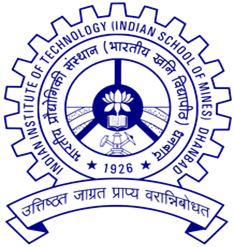 INDIAN INSTITUTE OF TECHNOLOGY (INDIAN SCHOOL OF MINES) DHANBAD
भारतीय प्रौद्योगिकी संस्थान (भारतीय खनि विद्यापीठ) धनबाद
* 1926 *
उत्तिष्ठत जाग्रत प्राप्य वरान्निबोधत